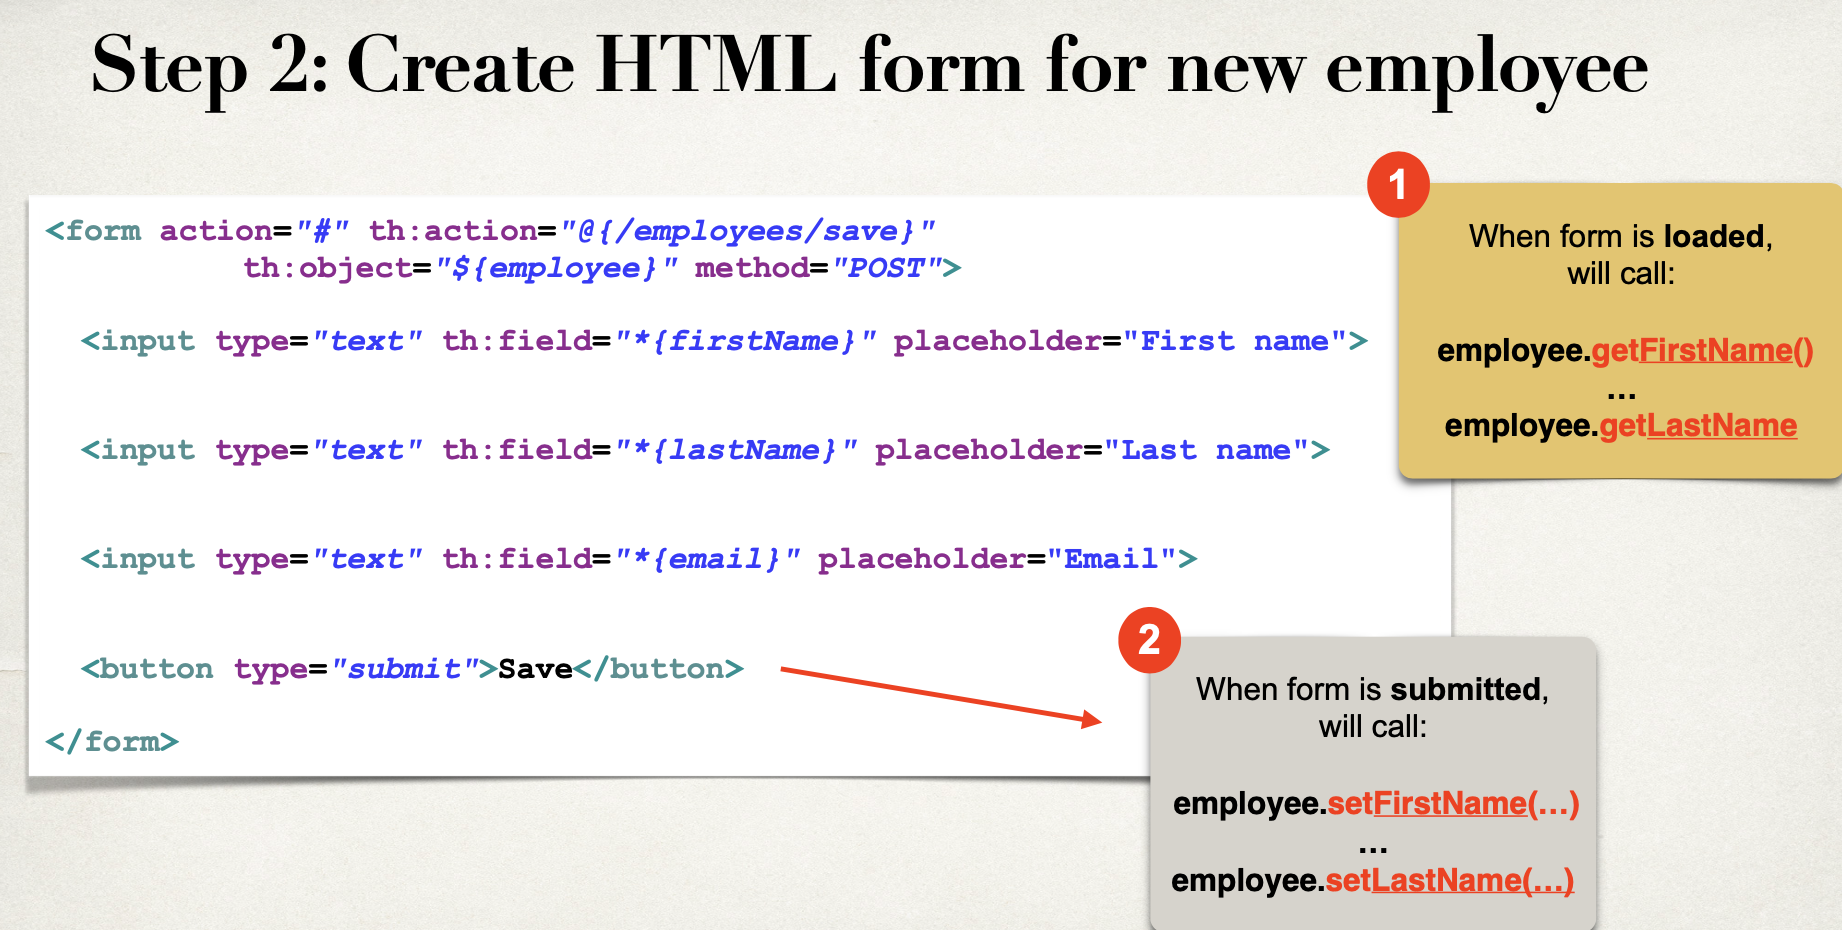 Step 2: Create HTML form for new employee
<form action="#" th:action="@{/employees/save}"
th:object="${employee}" method="POST">
<input type="text" th:field="*{firstName}" placeholder="First name">
<input type="text" th:field="*{lastName}" placeholder="Last name">
<input type="text" th:field="*{email}" placeholder="Email">
<button type="submit">Save</button>
</form>
1
When form is loaded,
will call:
employee.getFirstName()
…
employee.getLastName
2
When form is submitted,
will call:
employee.setFirstName(…)
…
employee.setLastName(…)